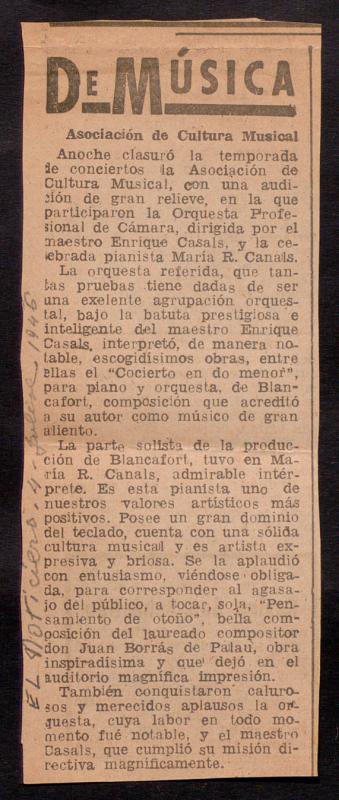 DE MÚSICA
Asociación de Cultura Musical
Anoche clasuró la temporada
de conciertos la Asociación de
Cultura Musical, con una audi-
ción de gran relieve, en la que
participaron la Orquesta Profe-
sional de Cámara, dirigida por el
maestro Enrique Casals, y la ce-
lebrada pianista María R. Canals.
La orquesta referida, que tan-
tas pruebas tiene dadas de ser
una exelente agrupación orques-
tal, bajo la batuta prestigiosa e
inteligente del maestro Enrique
Casals, interpretó, de manera no-
table, escogidísimos obras, entre
ellas el "Cocierto en do menor",
para piano y orquesta, de Blan-
cafort, composición que acreditó
a su autor como músico de gran
aliento.
La parte solista de la produc-
ción de Blancafort, tuvo en Ma-
ría R. Canals, admirable intér-
prete. Es esta pianista uno de
nuestros valores artísticos más
positivos. Posee un gran dominio
del teclado, cuenta con una sólida
cultura musical y es artista ex-
presiva y briosa. Se la aplaudió
con entusiasmo, viéndose obliga-
da, para corresponder al agasa-
jo del público, a tocar, sola, "Pen-
samiento de otoño", bella com-
posición del laureado compositor
don Juan Borrás de Palau, obra
inspiradísima y que dejó en el
auditorio magnífica impresión.
También conquistaron caluro-
sos y merecidos aplausos la or-
questa, cuya labor en todo mo-
mento fué notable, y el maestro
Casals, que cumplió su misión di-
rectiva magníficamente.
EL Noticiero. 4 - 1946